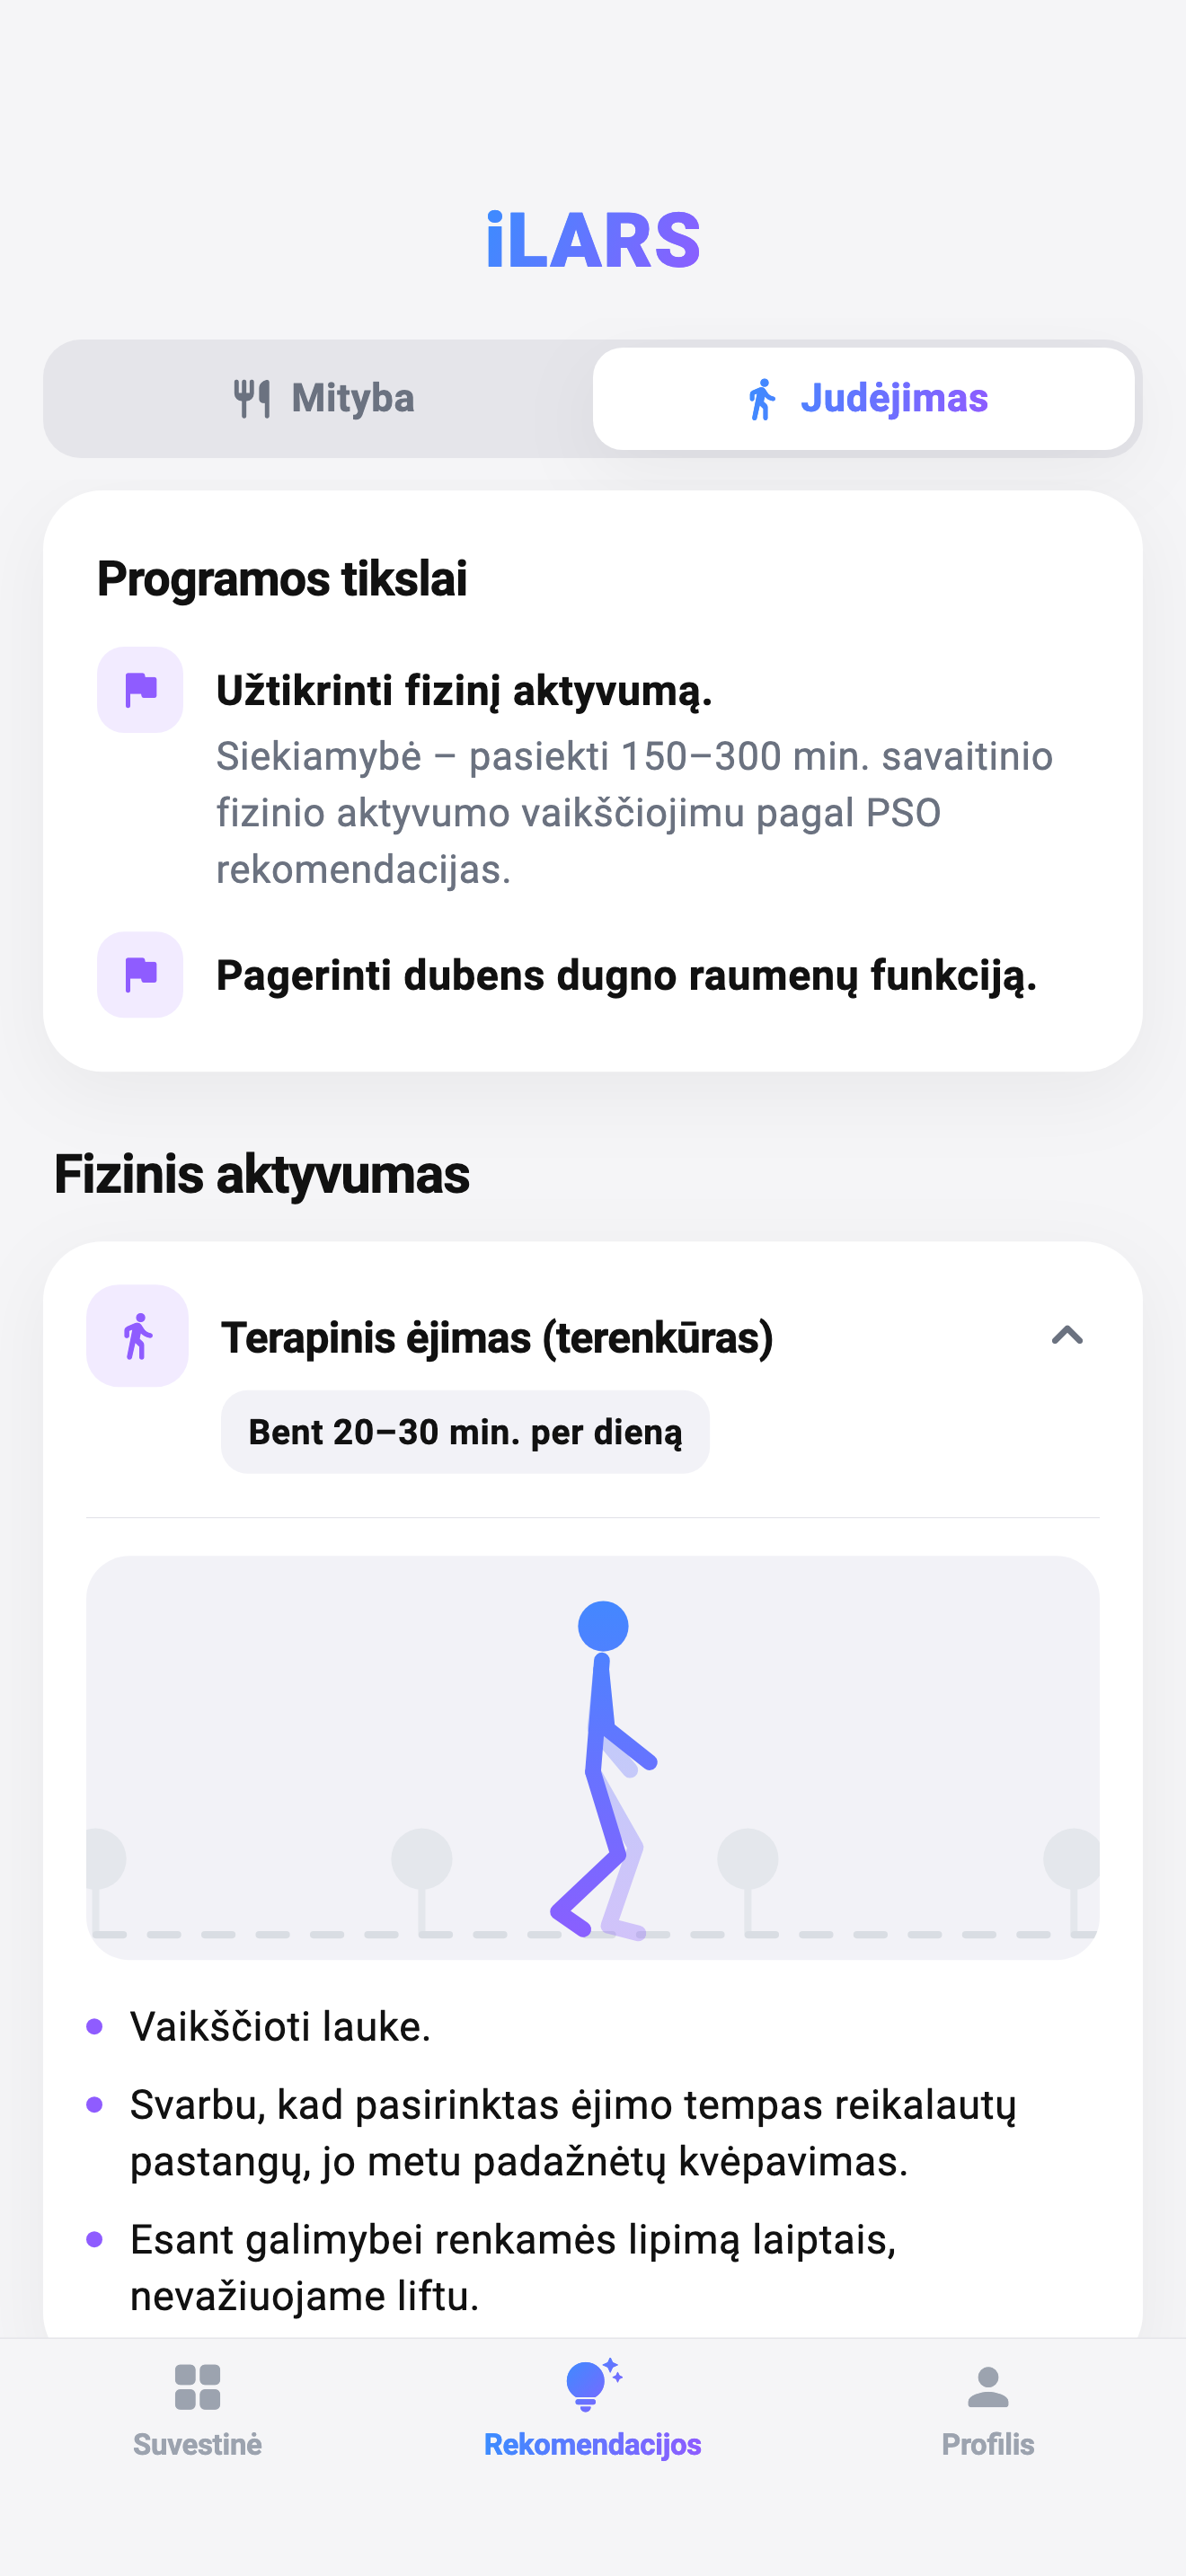 iLARS
Mityba
Judėjimas
Programos tikslai
Užtikrinti fizinį aktyvumą.
Siekiamybė – pasiekti 150–300 min. savaitinio
fizinio aktyvumo vaikščiojimu pagal PSO
rekomendacijas.
Pagerinti dubens dugno raumenų funkciją.
Fizinis aktyvumas
Terapinis ėjimas (terenkūras)
Bent 20–30 min. per dieną
Vaikščioti lauke.
Svarbu, kad pasirinktas ėjimo tempas reikalautų
pastangų, jo metu padažnėtų kvėpavimas.
Esant galimybei renkamės lipimą laiptais,
nevažiuojame liftu.
Suvestinė
Rekomendacijos
Profilis